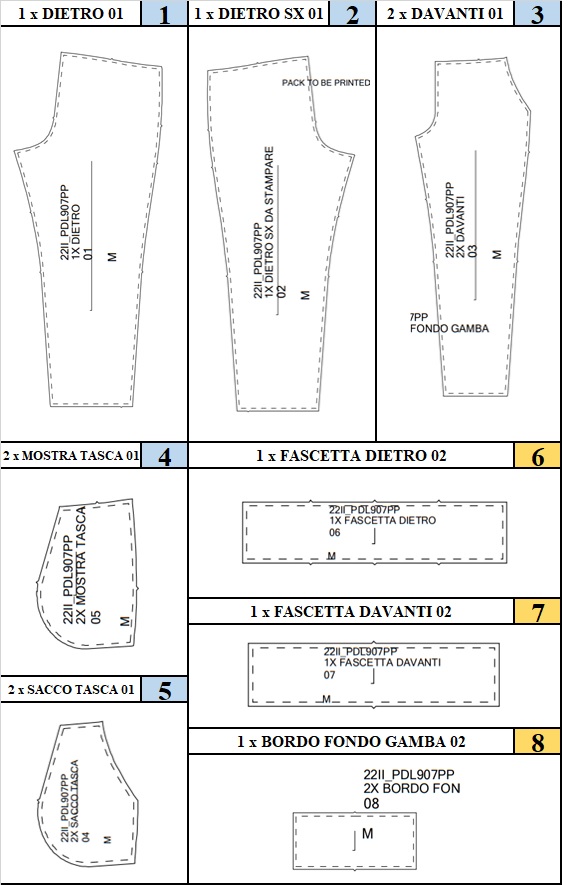 1 x DIETRO 01
1
22II_PDL907PP
1X DIETRO
01
M
1 x DIETRO SX 01
2
PACK TO BE PRINTED
22II_PDL907PP
1X DIETRO SX DA STAMPARE
02
M
2 x DAVANTI 01
3
22II_PDL907PP
2X DAVANTI
03
M
7PP
FONDO GAMBA
2 x MOSTRA TASCA 01
4
22II_PDL907PP
2X MOSTRA TASCA
05
M
2 x SACCO TASCA 01
5
22II_PDL907PP
2X SACCO TASCA
04
M
1 x FASCETTA DIETRO 02
6
22II_PDL907PP
1X FASCETTA DIETRO
06
M
1 x FASCETTA DAVANTI 02
7
22II_PDL907PP
1X FASCETTA DAVANTI
07
M
1 x BORDO FONDO GAMBA 02
8
22II_PDL907PP
2X BORDO FON
08
M